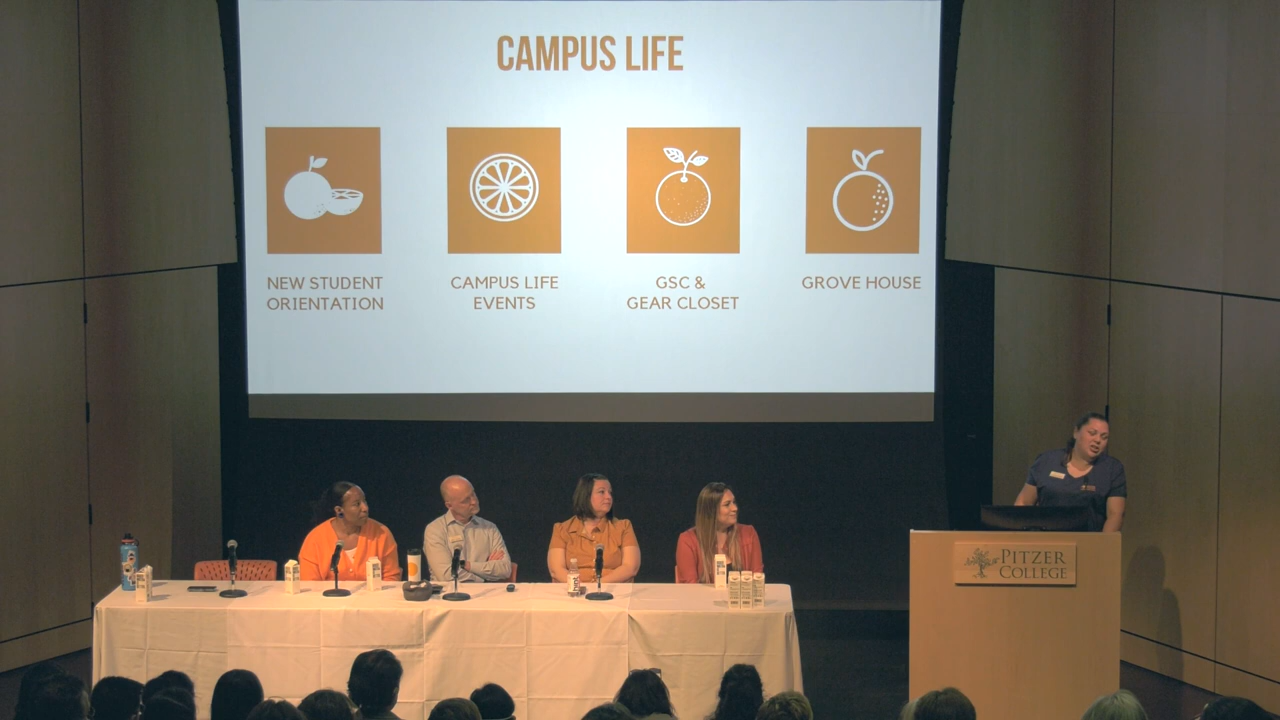 CAMPUS LIFE
NEW STUDENT
ORIENTATION
CAMPUS LIFE
EVENTS
GSC &
GEAR CLOSET
GROVE HOUSE
PITZER
COLLEGE